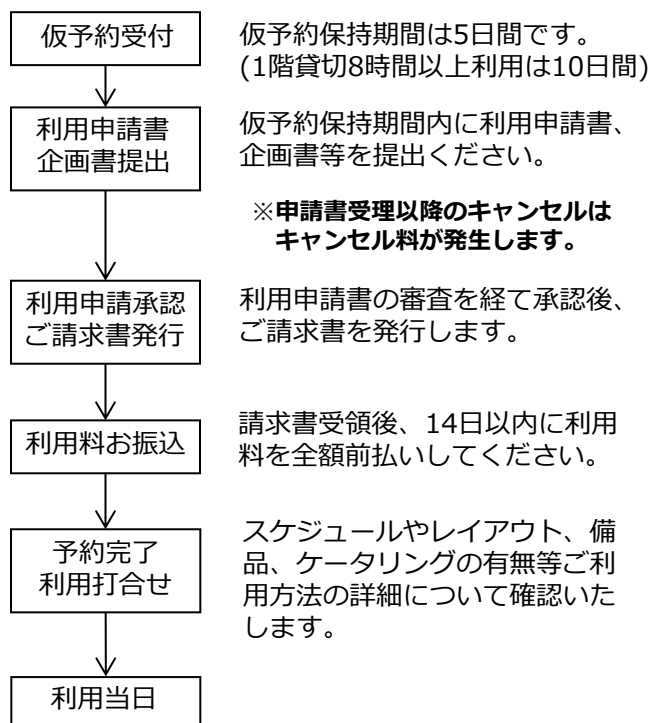 仮予約受付
仮予約保持期間は5日間です。
(1階貸切8時間以上利用は10日間)
利用申請書
企画書提出
仮予約保持期間内に利用申請書、
企画書等を提出ください。
※申請書受理以降のキャンセルは
キャンセル料が発生します。
利用申請承認
ご請求書発行
利用申請書の審査を経て承認後、
ご請求書を発行します。
利用料お振込
請求書受領後、14日以内に利用
料を全額前払いしてください。
予約完了
利用打合せ
スケジュールやレイアウト、備
品、ケータリングの有無等ご利
用方法の詳細について確認いた
します。
利用当日